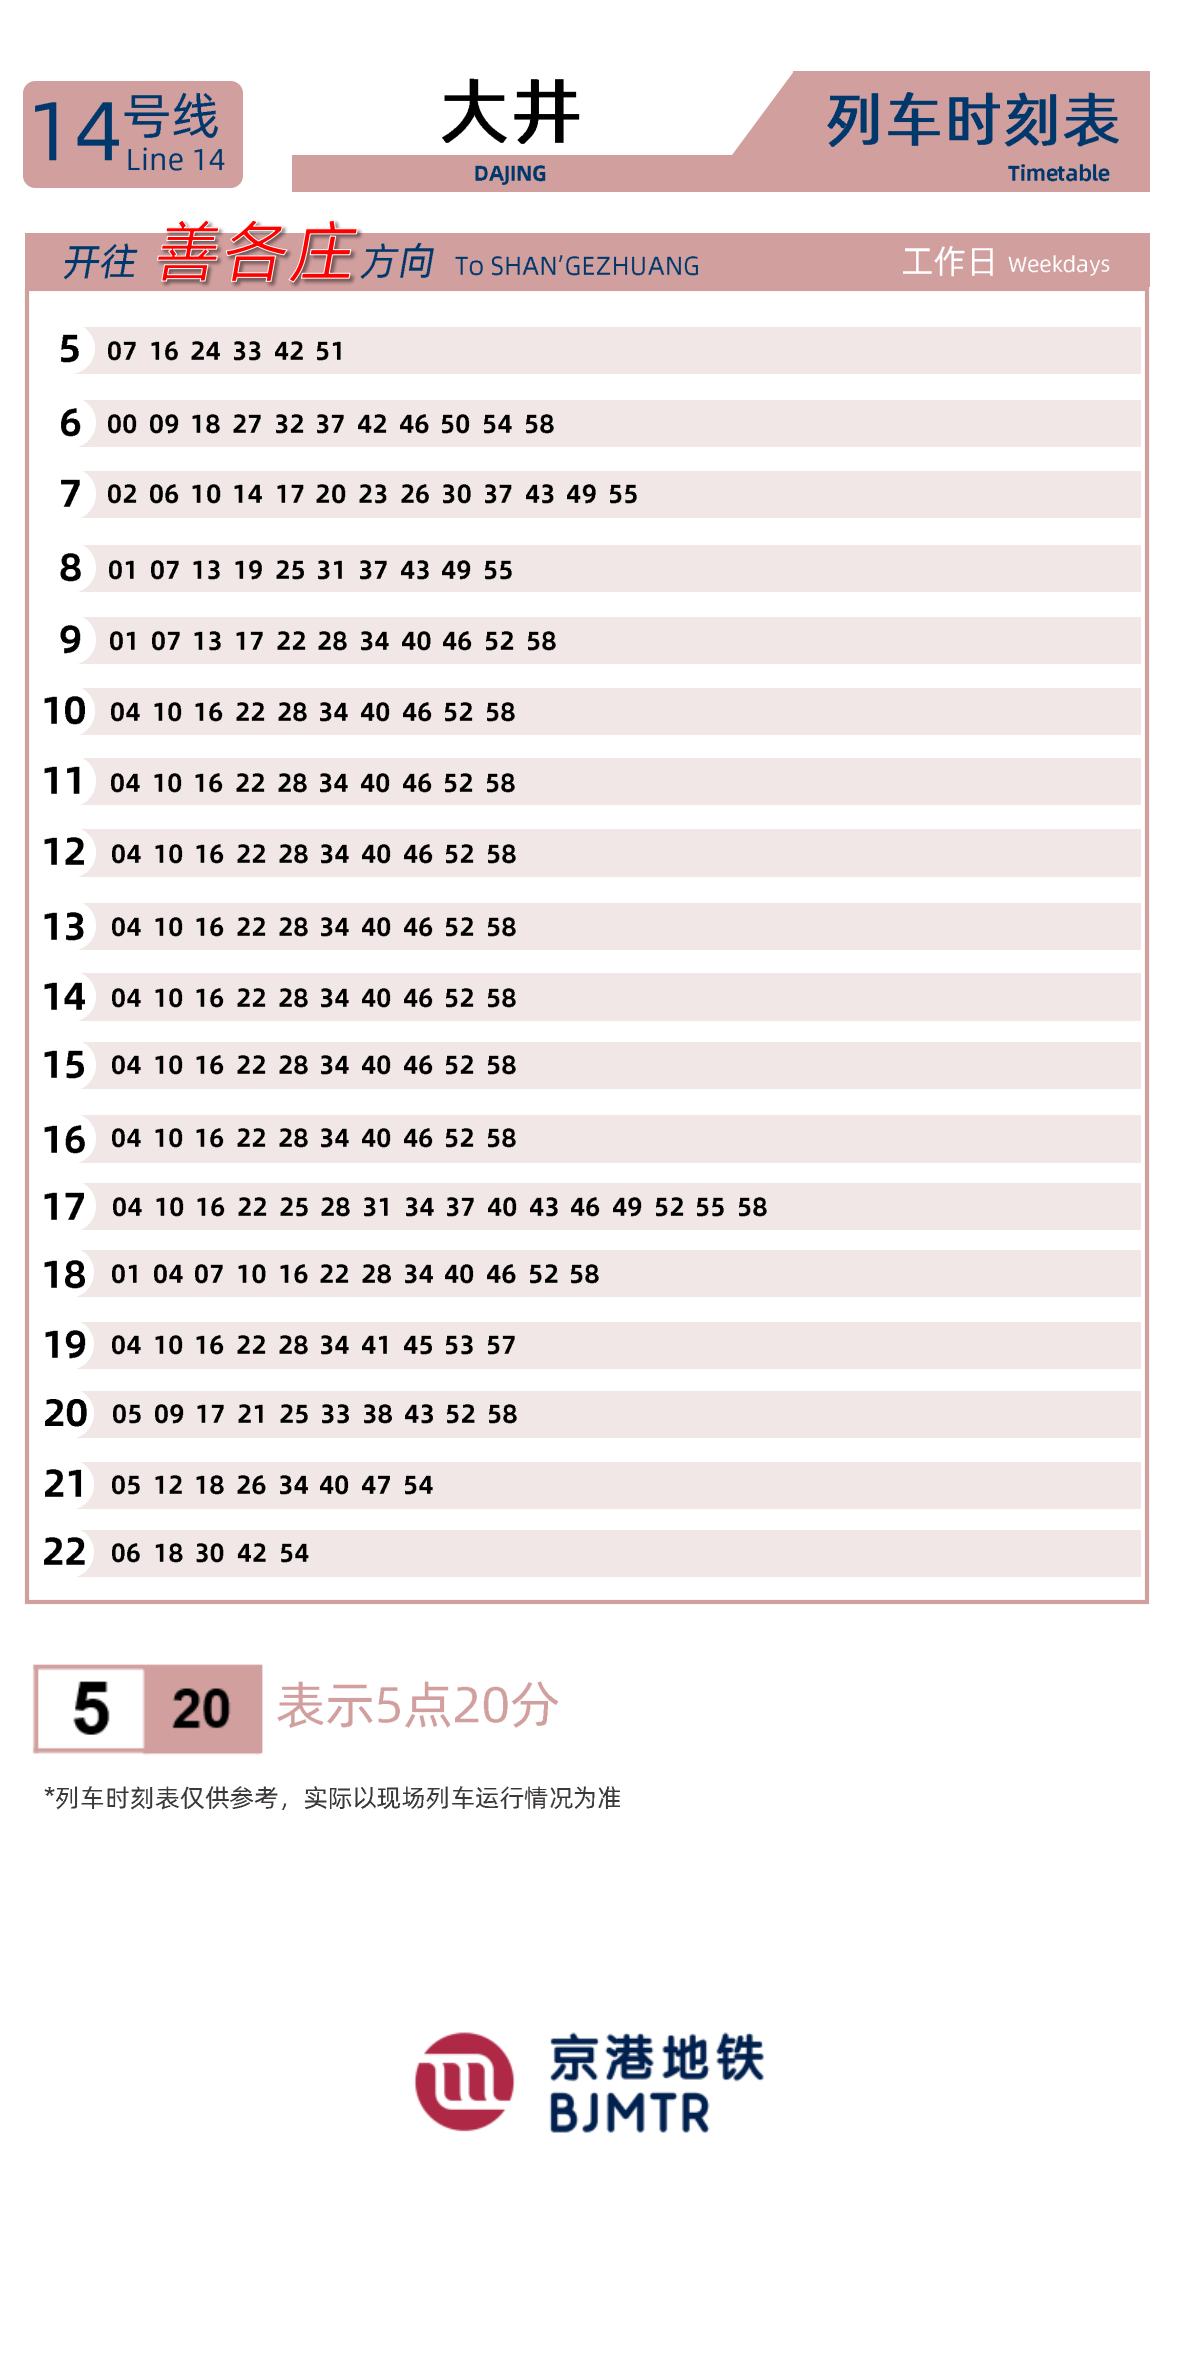 14号线
Line 14
大井
DAJING
列车时刻表
Timetable
开往 善各庄 方向 To SHAN’GEZHUANG 工作日 Weekdays
5 07 16 24 33 42 51
6 00 09 18 27 32 37 42 46 50 54 58
7 02 06 10 14 17 20 23 26 30 37 43 49 55
8 01 07 13 19 25 31 37 43 49 55
9 01 07 13 17 22 28 34 40 46 52 58
10 04 10 16 22 28 34 40 46 52 58
11 04 10 16 22 28 34 40 46 52 58
12 04 10 16 22 28 34 40 46 52 58
13 04 10 16 22 28 34 40 46 52 58
14 04 10 16 22 28 34 40 46 52 58
15 04 10 16 22 28 34 40 46 52 58
16 04 10 16 22 28 34 40 46 52 58
17 04 10 16 22 25 28 31 34 37 40 43 46 49 52 55 58
18 01 04 07 10 16 22 28 34 40 46 52 58
19 04 10 16 22 28 34 41 45 53 57
20 05 09 17 21 25 33 38 43 52 58
21 05 12 18 26 34 40 47 54
22 06 18 30 42 54
5 20 表示5点20分
*列车时刻表仅供参考，实际以现场列车运行情况为准
京港地铁
BJMTR